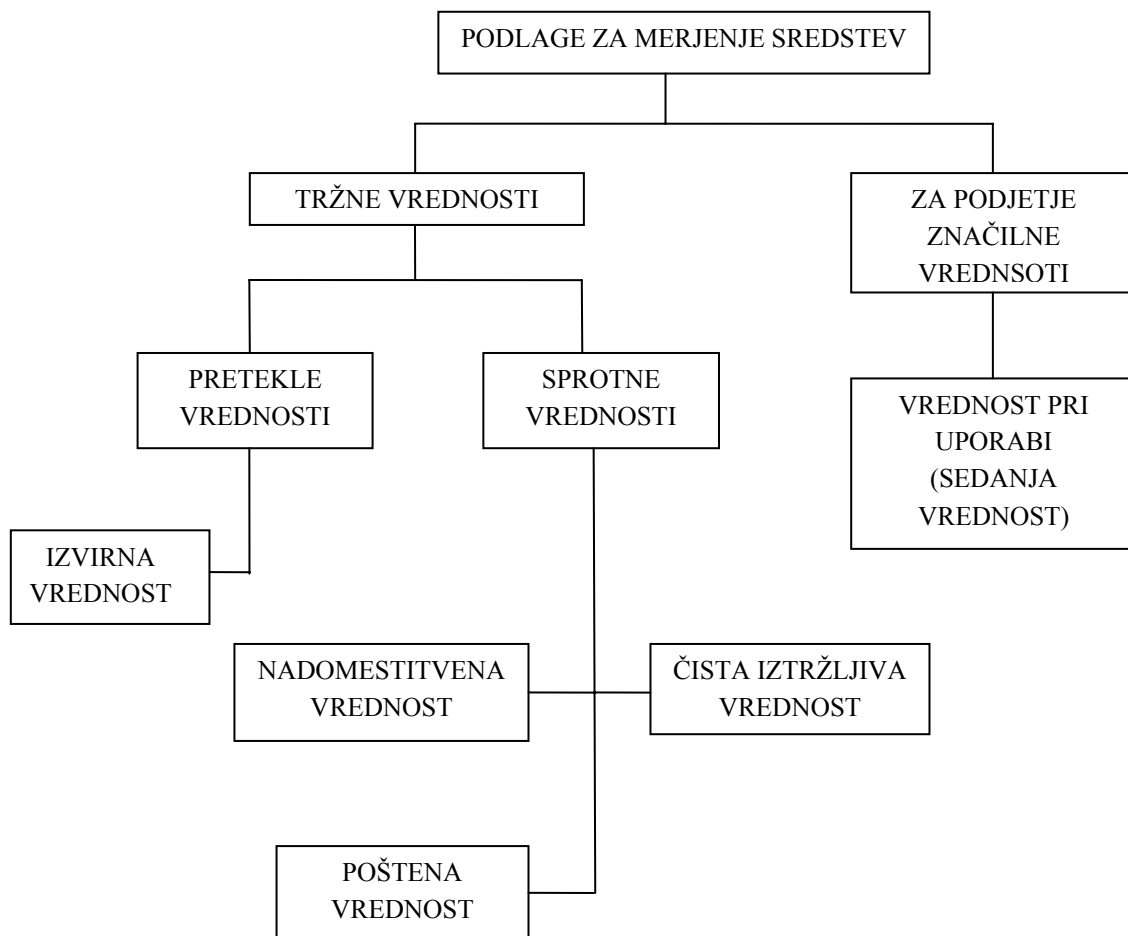 PODLAGE ZA MERJENJE SREDSTEV
TRŽNE VREDNOSTI
ZA PODJETJE
ZNAČILNE
VREDNSOTI
PRETEKLE
VREDNOSTI
SPROTNE
VREDNOSTI
VREDNOST PRI
UPORABI
(SEDANJA
VREDNOST)
IZVIRNA
VREDNOST
NADOMESTITVENA
VREDNOST
ČISTA IZTRŽLJIVA
VREDNOST
POŠTENA
VREDNOST